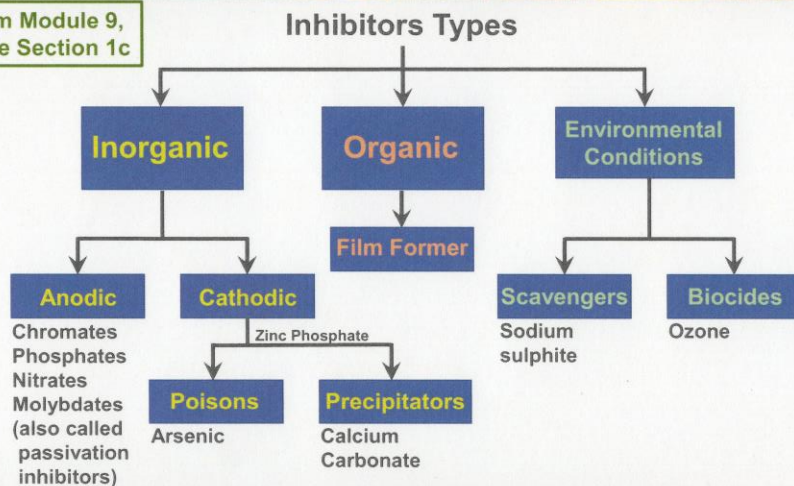 m Module 9,
e Section 1c
Inhibitors Types
Inorganic
Organic
Environmental
Conditions
Film Former
Anodic
Cathodic
Scavengers
Biocides
Chromates
Phosphates
Nitrates
Molybdates
(also called
passivation
inhibitors)
Zinc Phosphate
Sodium
sulphite
Ozone
Poisons
Precipitators
Arsenic
Calcium
Carbonate